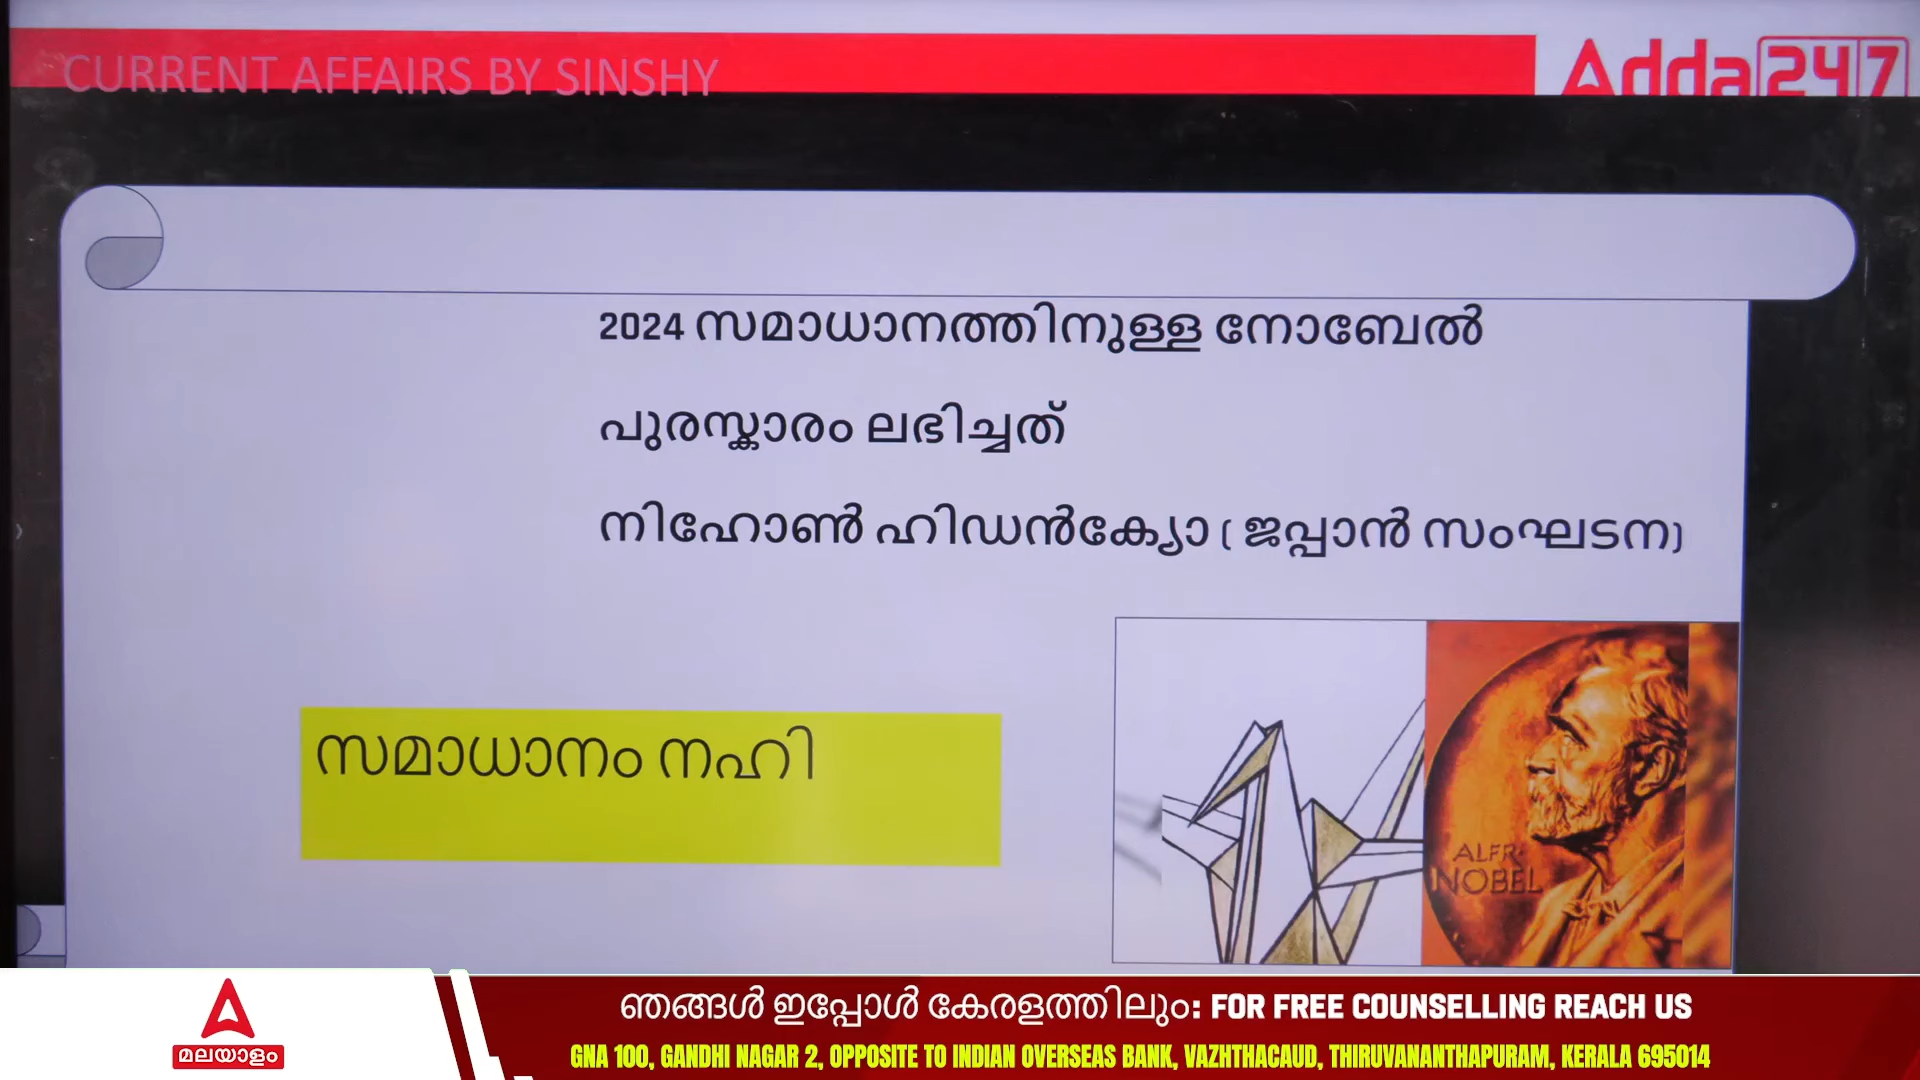 CURRENT AFFAIRS BY SINSHY
Adda247
2024 സമാധാനത്തിനുള്ള നോബേൽ
പുരസ്കാരം ലഭിച്ചത്
നിഹോൺ ഹിഡൻക്യോ ( ജപ്പാൻ സംഘടന)
സമാധാനം നഹി
ALFR·
NOBEL
മലയാളം
ഞങ്ങൾ ഇപ്പോൾ കേരളത്തിലും: FOR FREE COUNSELLING REACH US
GNA 100, GANDHI NAGAR 2, OPPOSITE TO INDIAN OVERSEAS BANK, VAZHTHACAUD, THIRUVANANTHAPURAM, KERALA 695014